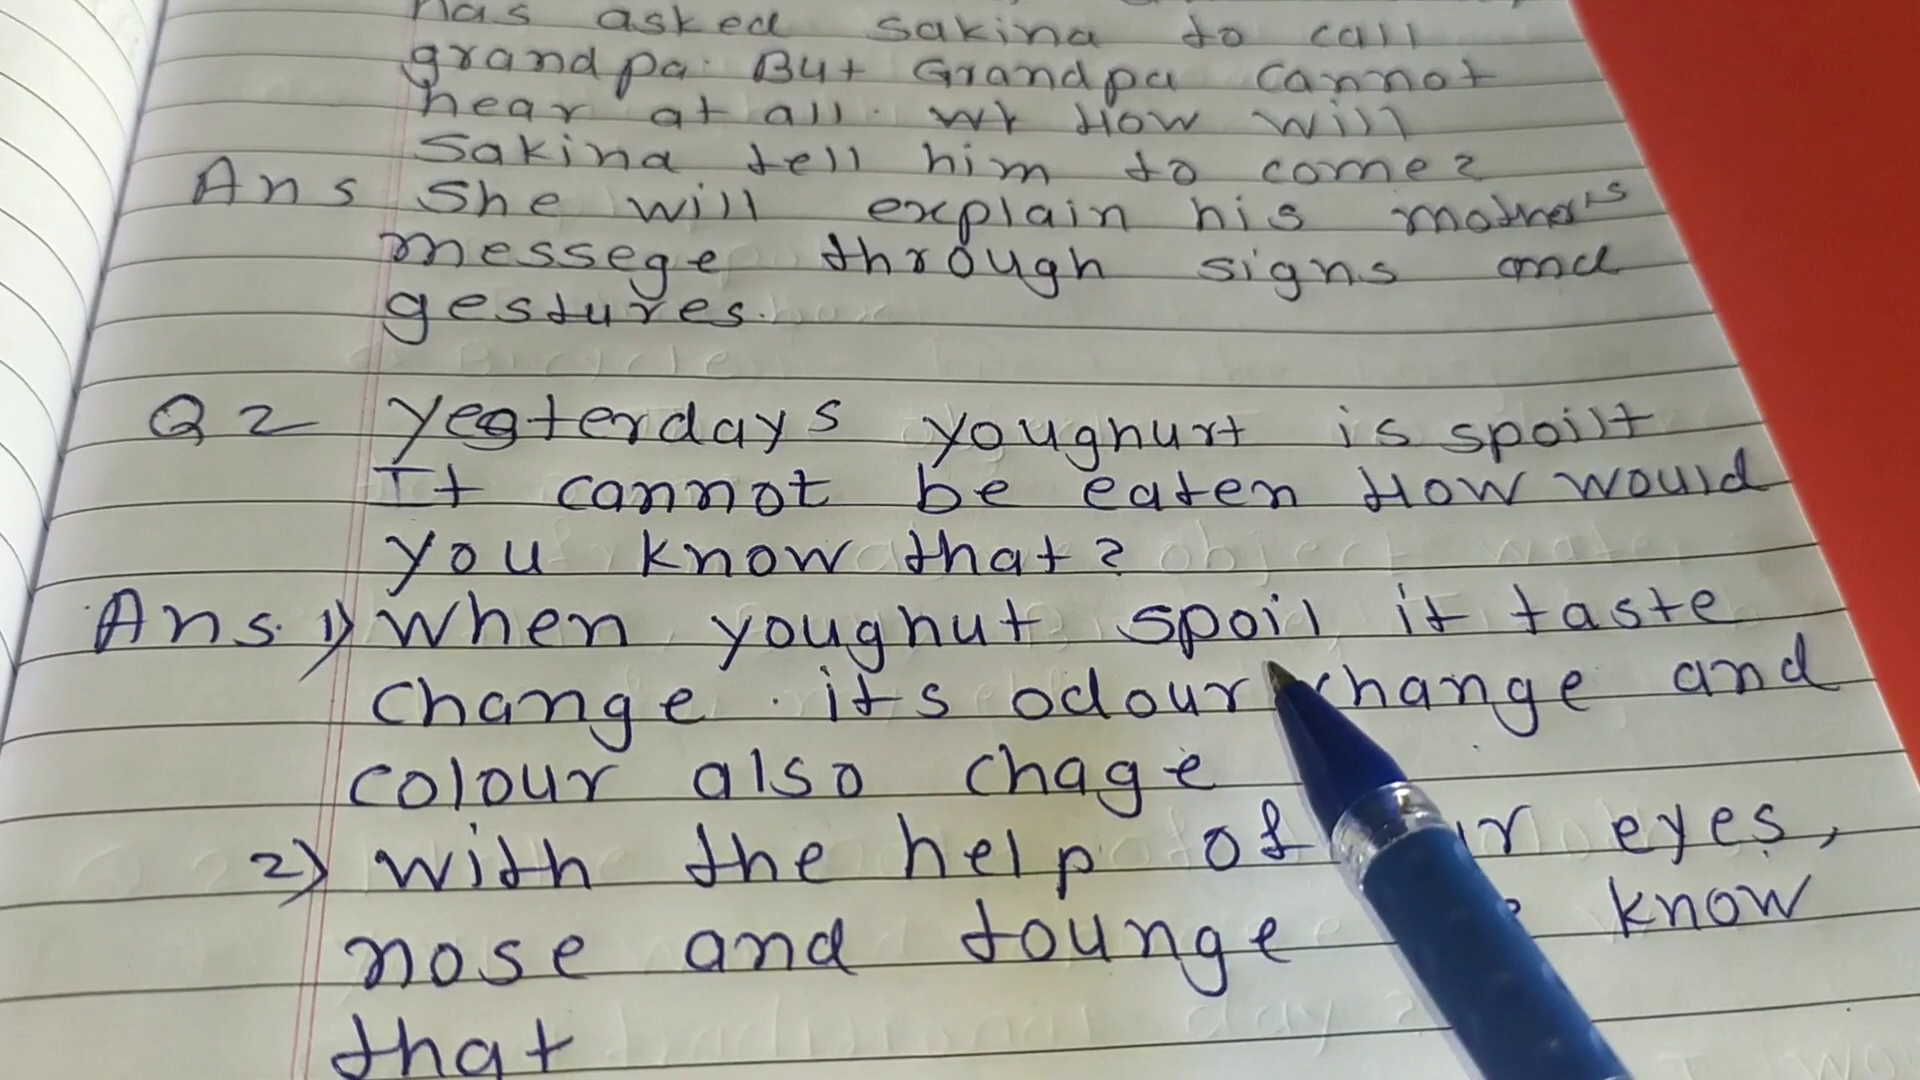 has asked sakina to call
grandpa. But Grandpa cannot
hear at all. Wh How will
Sakina tell him to come?
Ans She will explain his mother's
messege through signs and
gestures.
Q2 Yesterdays youghurt is spoilt
It cannot be eaten How would
you know that?
Ans. 1) When youghut spoil it taste
change. its odour change and
colour also chage
2) with the help of eyes,
nose and tounge know
that